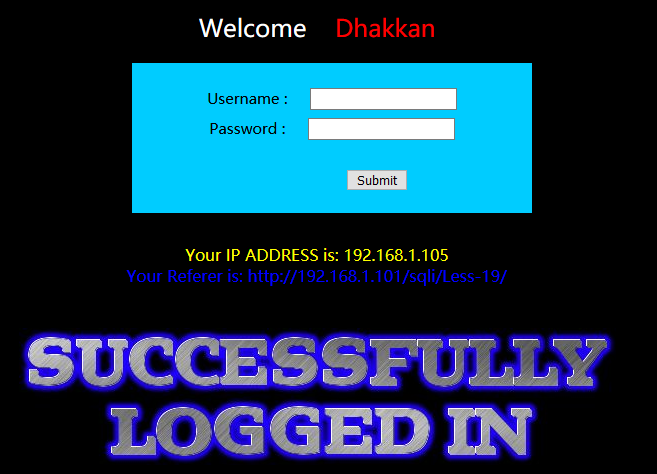 Welcome Dhakkan
Username :
Password :
Submit
Your IP ADDRESS is: 192.168.1.105
Your Referer is: http://192.168.1.101/sqli/Less-19/
SUCCESSFULLY
LOGGED IN